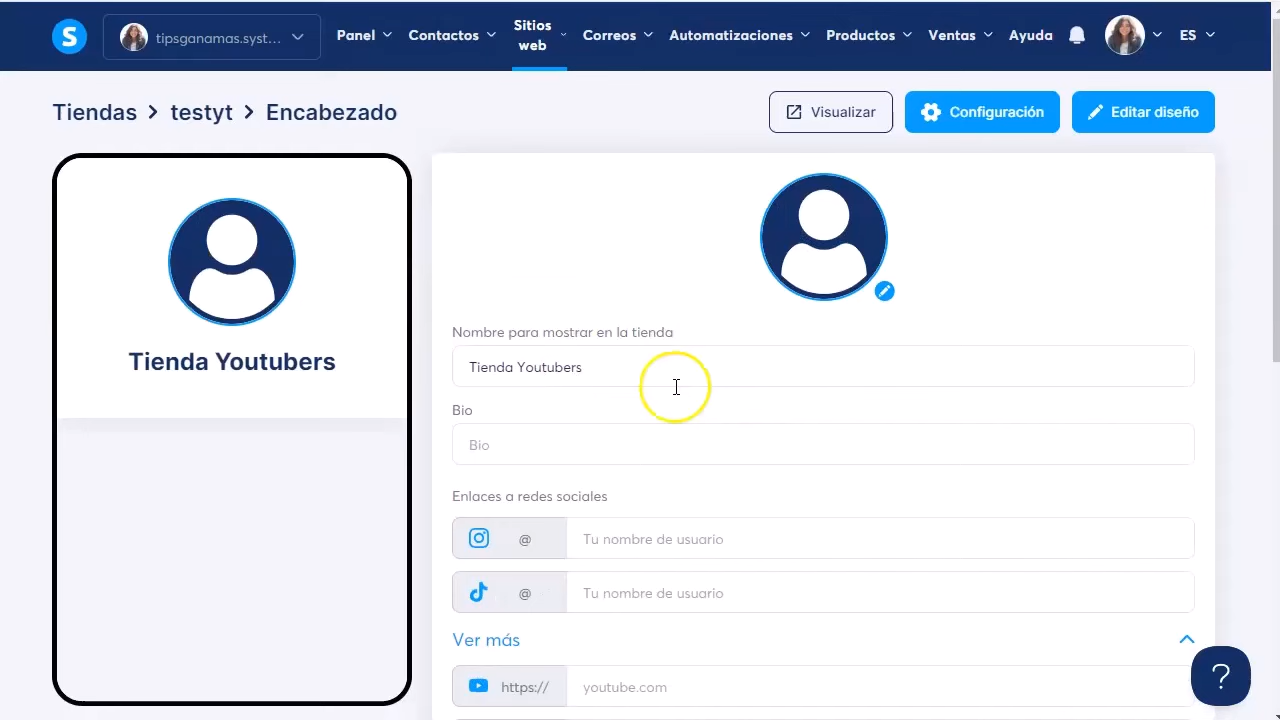 S
tipsganamas.syst...
Panel
Contactos
Sitios
web
Correos
Automatizaciones
Productos
Ventas
Ayuda
ES
Tiendas > testyt > Encabezado
Visualizar
Configuración
Editar diseño
Tienda Youtubers
Nombre para mostrar en la tienda
Tienda Youtubers
Bio
Bio
Enlaces a redes sociales
@ Tu nombre de usuario
@ Tu nombre de usuario
Ver más
https:// youtube.com
?